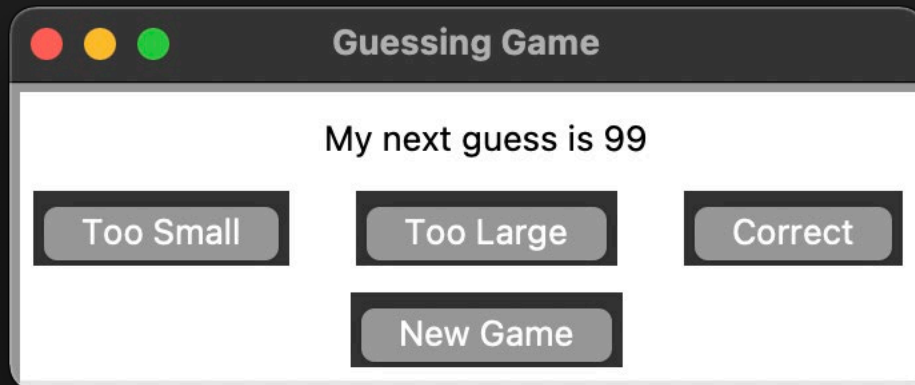 Guessing Game
My next guess is 99
Too Small Too Large Correct
New Game